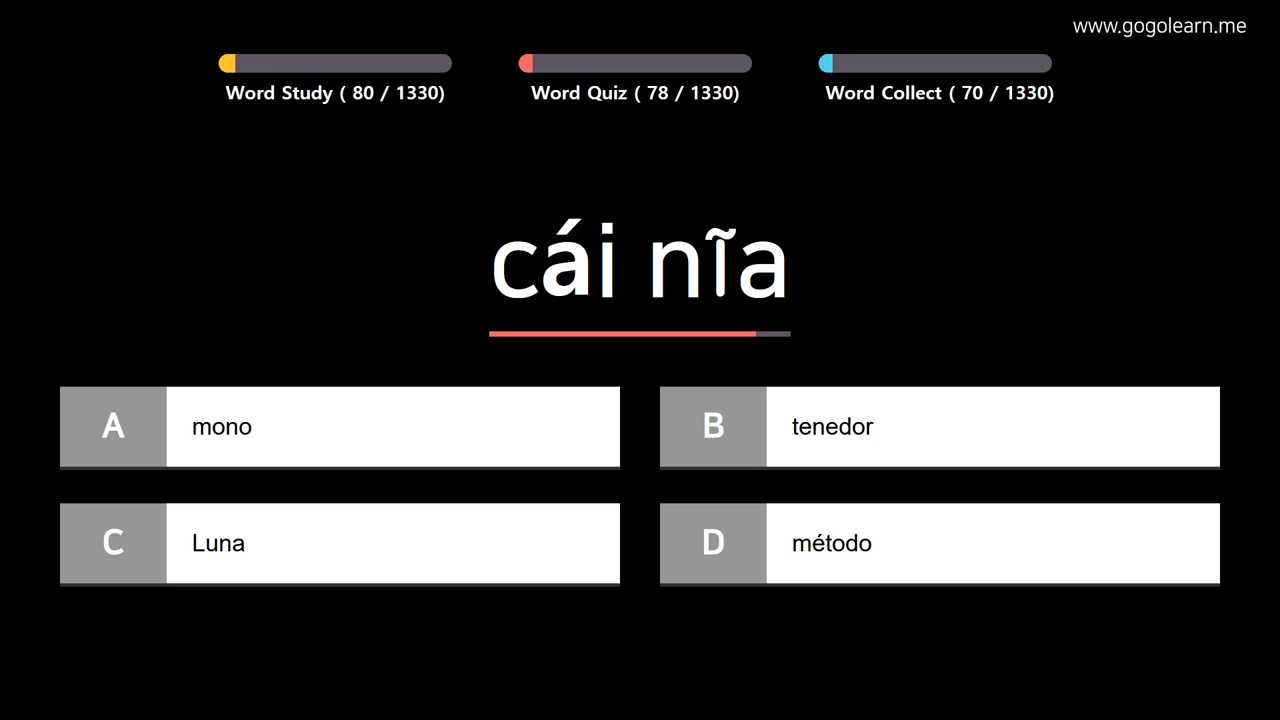 www.gogolearn.me
Word Study ( 80 / 1330)
Word Quiz ( 78 / 1330)
Word Collect ( 70 / 1330)
cái nĩa
A mono
B tenedor
C Luna
D método